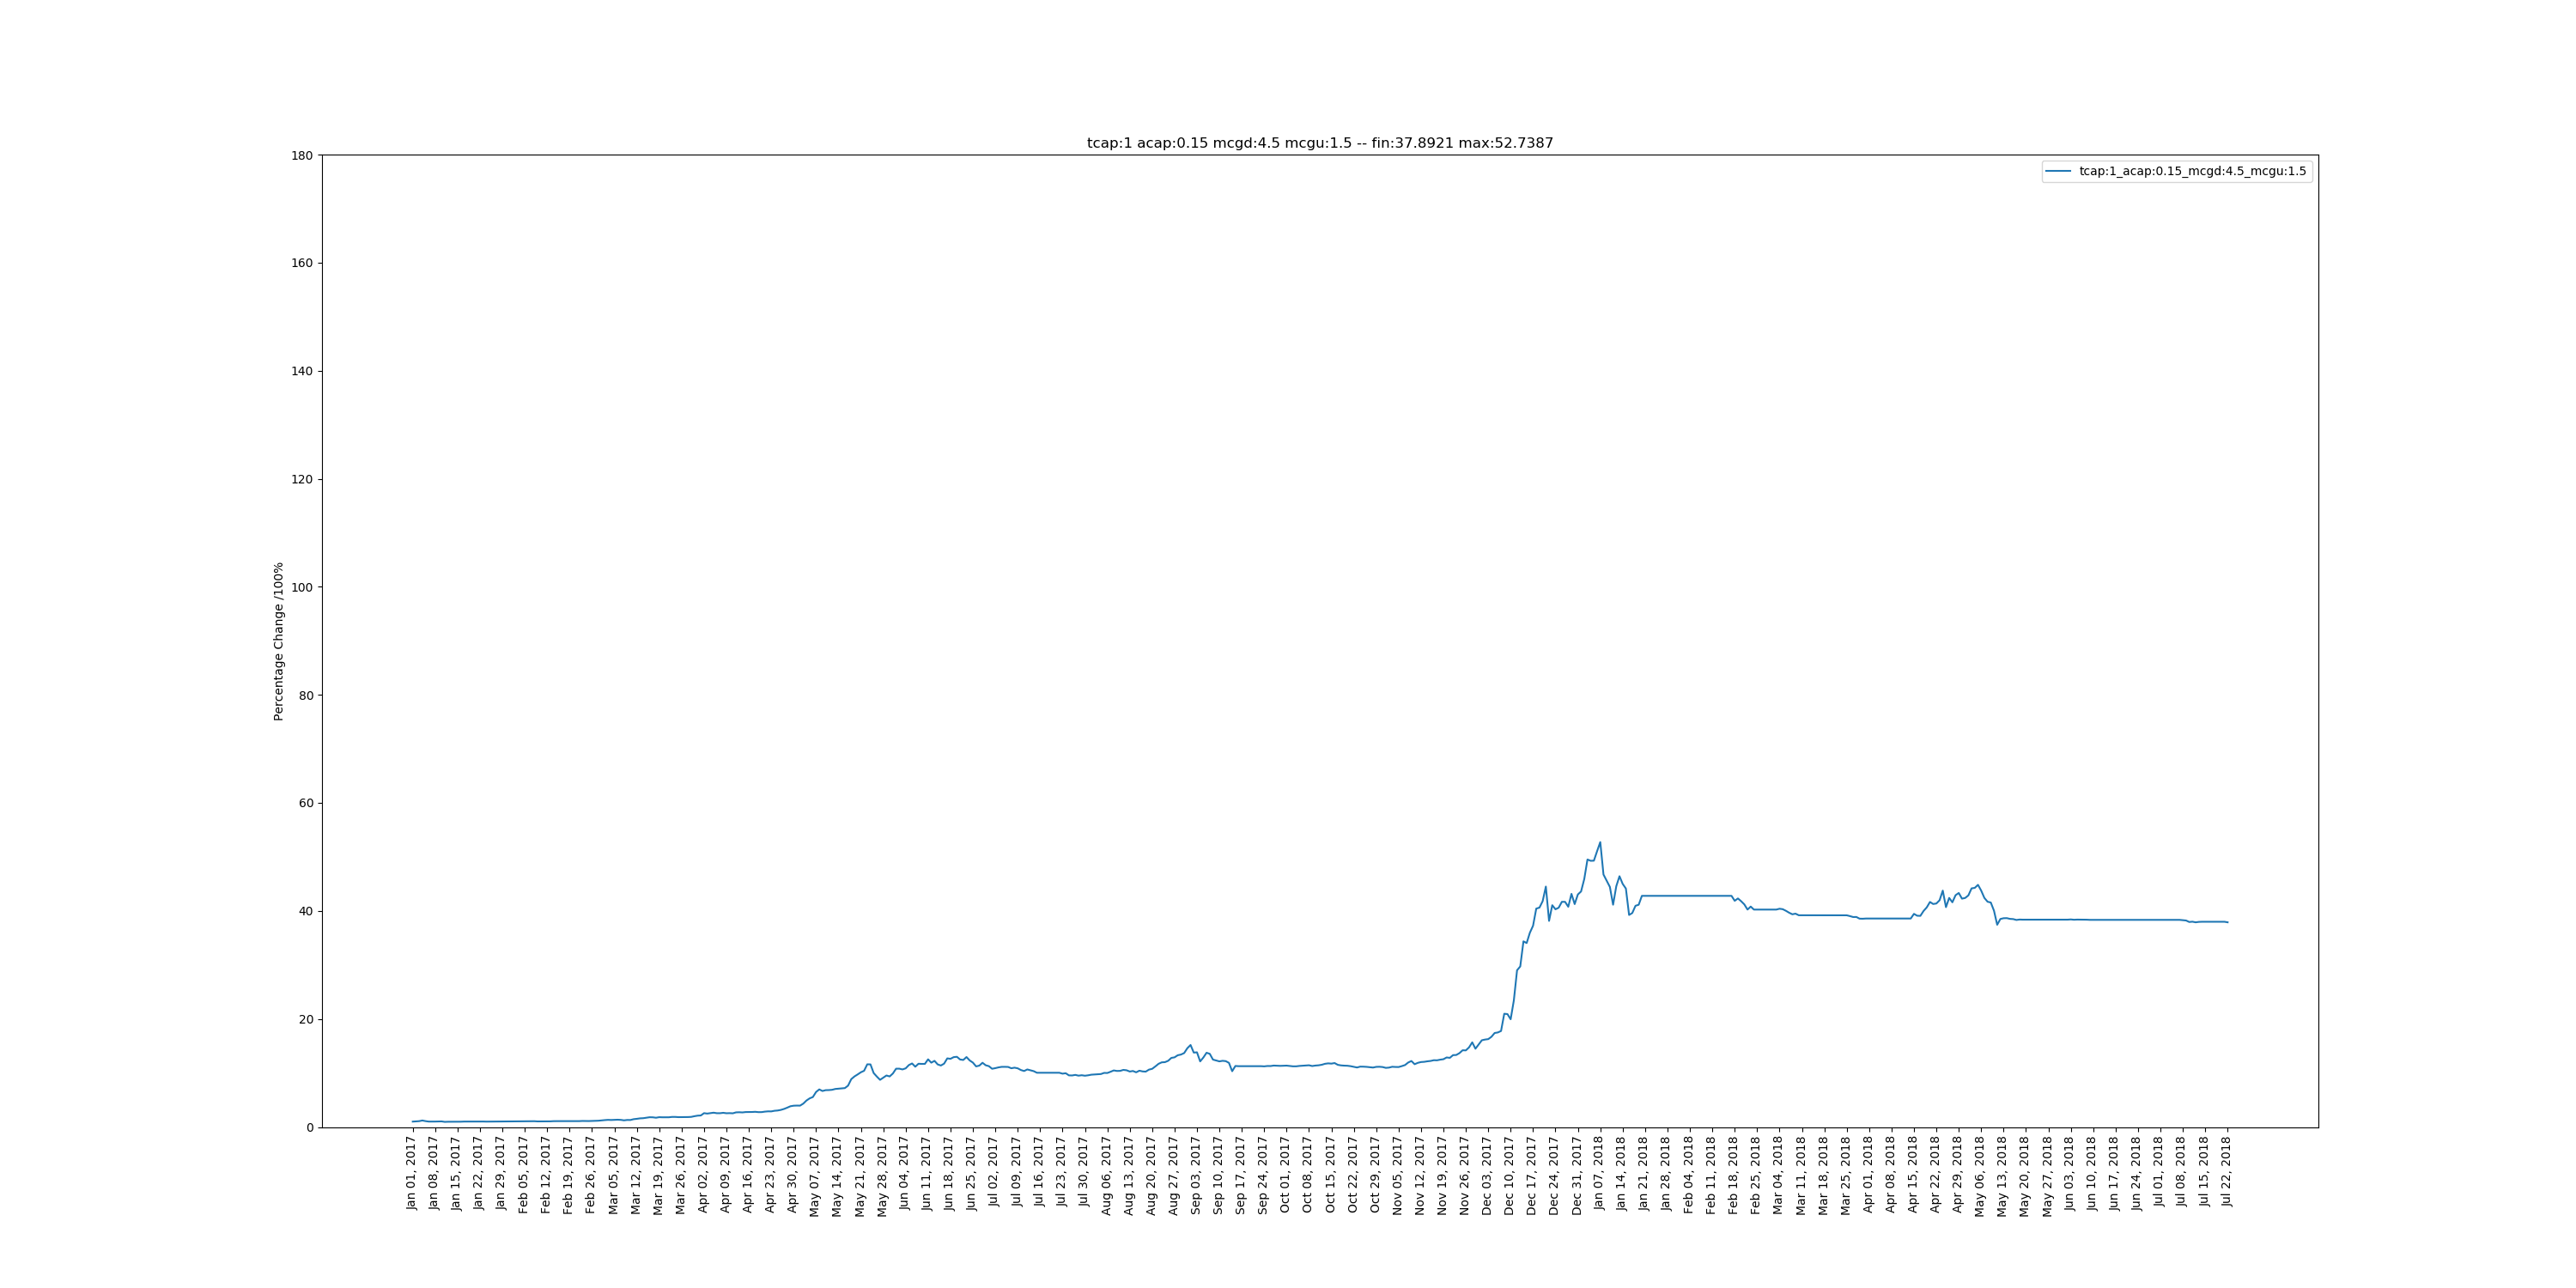 tcap:1 acap:0.15 mcgd:4.5 mcgu:1.5 -- fin:37.8921 max:52.7387
tcap:1_acap:0.15_mcgd:4.5_mcgu:1.5
Percentage Change /100%
180
160
140
120
100
80
60
40
20
0
Jan 01, 2017
Jan 08, 2017
Jan 15, 2017
Jan 22, 2017
Jan 29, 2017
Feb 05, 2017
Feb 12, 2017
Feb 19, 2017
Feb 26, 2017
Mar 05, 2017
Mar 12, 2017
Mar 19, 2017
Mar 26, 2017
Apr 02, 2017
Apr 09, 2017
Apr 16, 2017
Apr 23, 2017
Apr 30, 2017
May 07, 2017
May 14, 2017
May 21, 2017
May 28, 2017
Jun 04, 2017
Jun 11, 2017
Jun 18, 2017
Jun 25, 2017
Jul 02, 2017
Jul 09, 2017
Jul 16, 2017
Jul 23, 2017
Jul 30, 2017
Aug 06, 2017
Aug 13, 2017
Aug 20, 2017
Aug 27, 2017
Sep 03, 2017
Sep 10, 2017
Sep 17, 2017
Sep 24, 2017
Oct 01, 2017
Oct 08, 2017
Oct 15, 2017
Oct 22, 2017
Oct 29, 2017
Nov 05, 2017
Nov 12, 2017
Nov 19, 2017
Nov 26, 2017
Dec 03, 2017
Dec 10, 2017
Dec 17, 2017
Dec 24, 2017
Dec 31, 2017
Jan 07, 2018
Jan 14, 2018
Jan 21, 2018
Jan 28, 2018
Feb 04, 2018
Feb 11, 2018
Feb 18, 2018
Feb 25, 2018
Mar 04, 2018
Mar 11, 2018
Mar 18, 2018
Mar 25, 2018
Apr 01, 2018
Apr 08, 2018
Apr 15, 2018
Apr 22, 2018
Apr 29, 2018
May 06, 2018
May 13, 2018
May 20, 2018
May 27, 2018
Jun 03, 2018
Jun 10, 2018
Jun 17, 2018
Jun 24, 2018
Jul 01, 2018
Jul 08, 2018
Jul 15, 2018
Jul 22, 2018